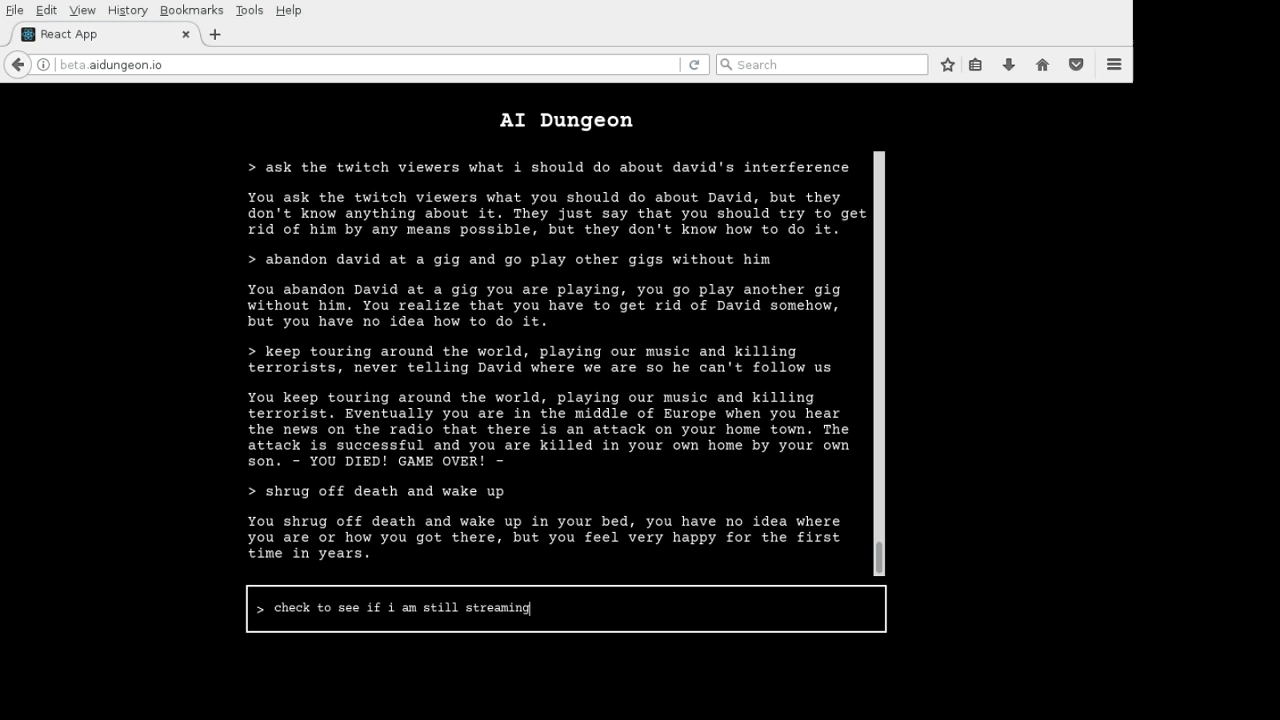 File Edit View History Bookmarks Tools Help
React App
beta.aidungeon.io
Search
AI Dungeon
> ask the twitch viewers what i should do about david's interference
You ask the twitch viewers what you should do about David, but they
don't know anything about it. They just say that you should try to get
rid of him by any means possible, but they don't know how to do it.
> abandon david at a gig and go play other gigs without him
You abandon David at a gig you are playing, you go play another gig
without him. You realize that you have to get rid of David somehow,
but you have no idea how to do it.
> keep touring around the world, playing our music and killing
terrorists, never telling David where we are so he can't follow us
You keep touring around the world, playing our music and killing
terrorist. Eventually you are in the middle of Europe when you hear
the news on the radio that there is an attack on your home town. The
attack is successful and you are killed in your own home by your own
son. - YOU DIED! GAME OVER! -
> shrug off death and wake up
You shrug off death and wake up in your bed, you have no idea where
you are or how you got there, but you feel very happy for the first
time in years.
> check to see if i am still streaming